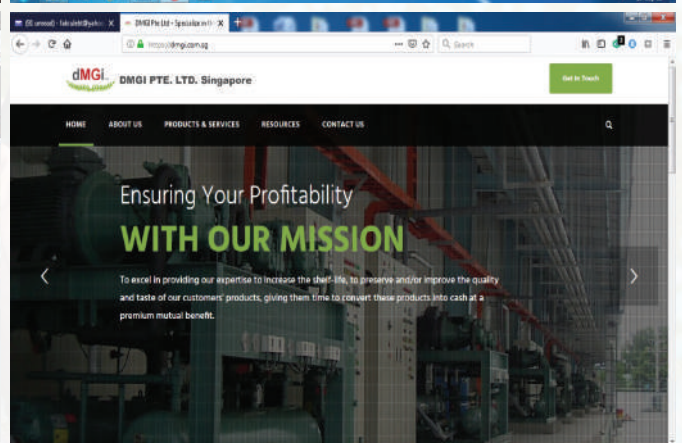 https://dmgi.com.sg
Search
dMGi
DMGI PTE. LTD. Singapore
Get In Touch
HOME ABOUT US PRODUCTS & SERVICES RESOURCES CONTACT US
Ensuring Your Profitability
WITH OUR MISSION
To excel in providing our expertise to increase the shelf-life, to preserve and/or improve the quality
and taste of our customers' products, giving them time to convert these products into cash at a
premium mutual benefit.